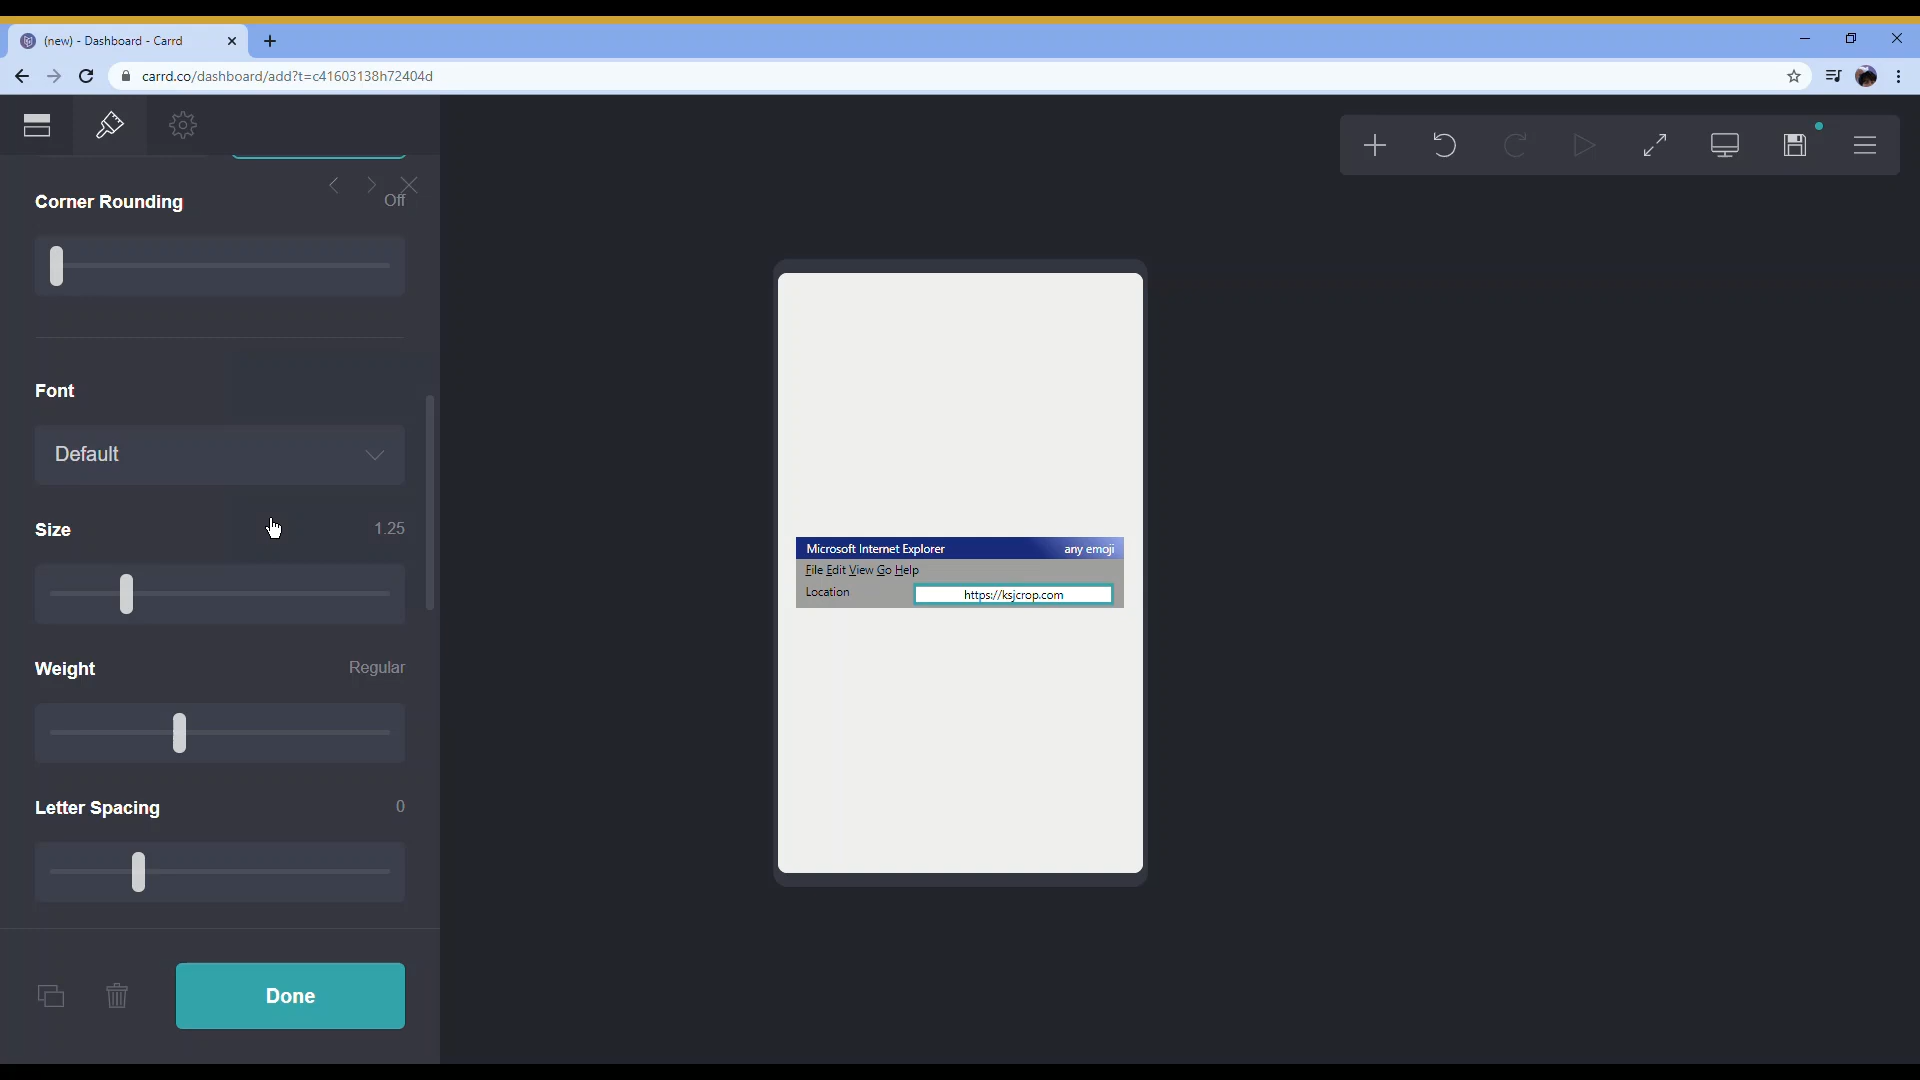 (new) - Dashboard - Carrd
carrd.co/dashboard/add?t=c41603138h72404d
Corner Rounding
Off
Font
Default
Size
1.25
Weight
Regular
Letter Spacing
0
Done
Microsoft Internet Explorer
any emoji
File Edit View Go Help
Location
https://ksjcrop.com